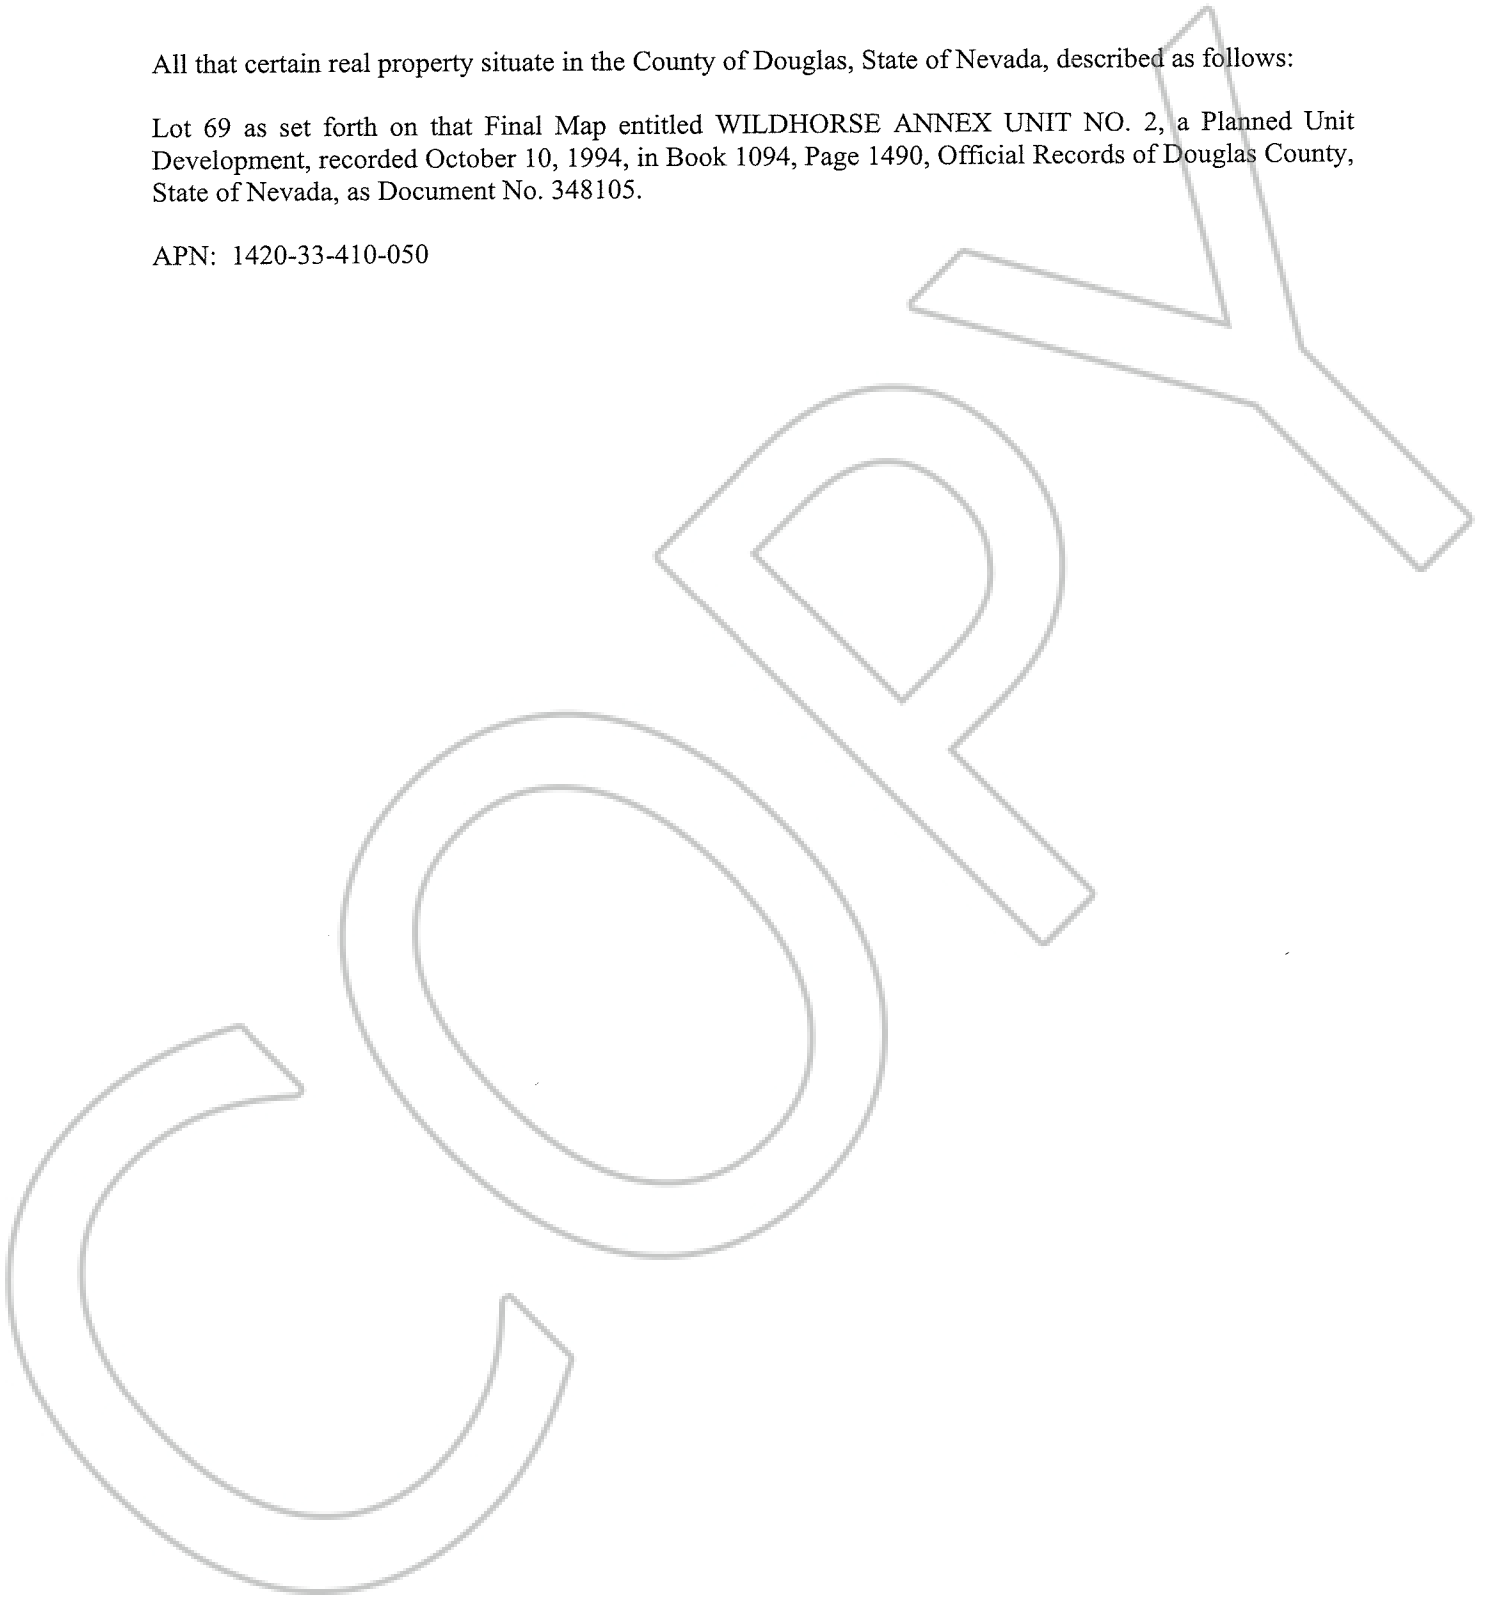 All that certain real property situate in the County of Douglas, State of Nevada, described as follows:
Lot 69 as set forth on that Final Map entitled WILDHORSE ANNEX UNIT NO. 2, a Planned Unit
Development, recorded October 10, 1994, in Book 1094, Page 1490, Official Records of Douglas County,
State of Nevada, as Document No. 348105.
APN: 1420-33-410-050
COPY